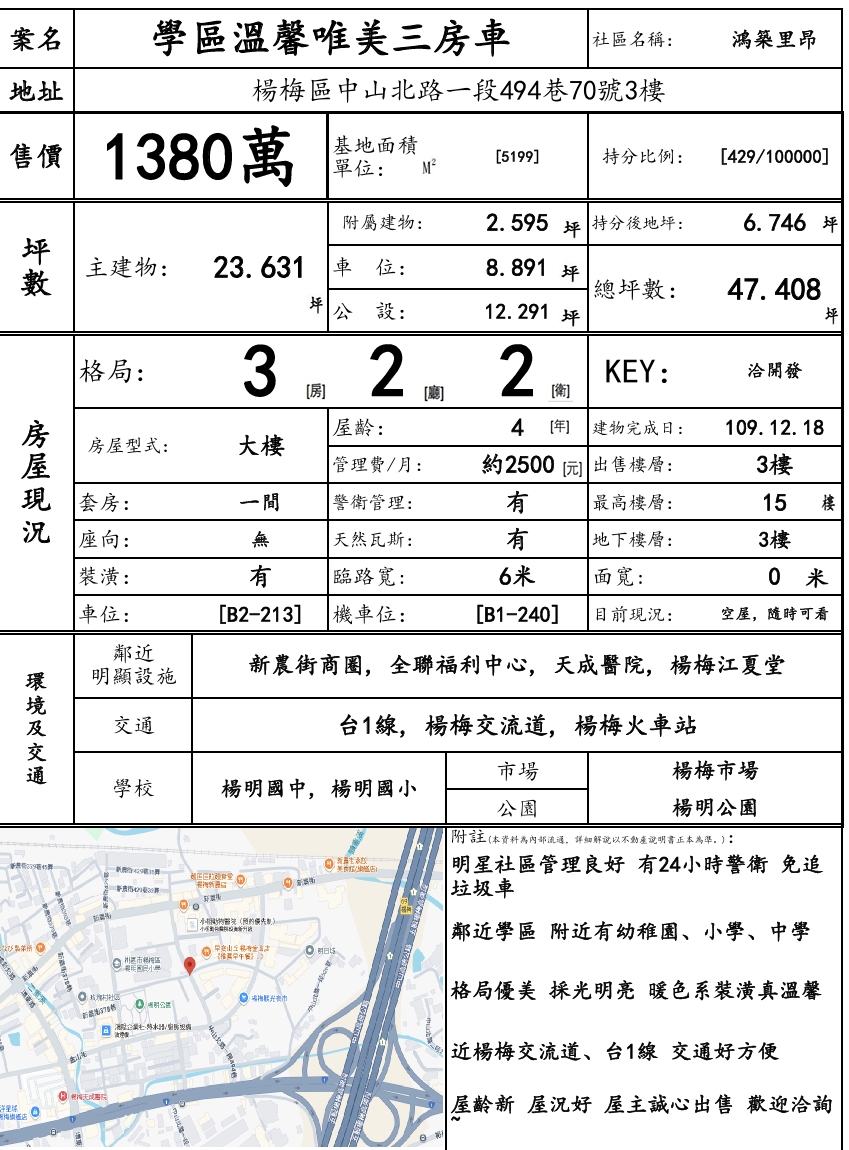 案名 學區溫馨唯美三房車 社區名稱: 鴻築里昂
地址 楊梅區中山北路一段494巷70號3樓
售價 1380萬 基地面積 單位: M² [5199] 持分比例: [429/100000]
坪數 主建物: 23.631 坪
附屬建物: 2.595 坪 持分後地坪: 6.746 坪
車 位: 8.891 坪 總坪數: 47.408 坪
公 設: 12.291 坪
房屋現況
格局: 3 [房] 2 [廳] 2 [衛] KEY: 洽開發
房屋型式: 大樓 屋齡: 4 [年] 建物完成日: 109.12.18
管理費/月: 約2500 [元] 出售樓層: 3樓
套房: 一間 警衛管理: 有 最高樓層: 15 樓
座向: 無 天然瓦斯: 有 地下樓層: 3樓
裝潢: 有 臨路寬: 6米 面寬: 0 米
車位: [B2-213] 機車位: [B1-240] 目前現況: 空屋, 隨時可看
環境及交通
鄰近明顯設施 新農街商圈, 全聯福利中心, 天成醫院, 楊梅江夏堂
交通 台1線, 楊梅交流道, 楊梅火車站
學校 楊明國中, 楊明國小 市場 楊梅市場
公園 楊明公園
附註(本資料為內部流通, 詳細解說以不動產說明書正本為準。):
明星社區管理良好 有24小時警衛 免追
垃圾車
鄰近學區 附近有幼稚園、小學、中學
格局優美 採光明亮 暖色系裝潢真溫馨
近楊梅交流道、台1線 交通好方便
屋齡新 屋況好 屋主誠心出售 歡迎洽詢
~
新農街
新農街
楊明公園
楊梅觀光夜市
楊梅天成醫院
金山街